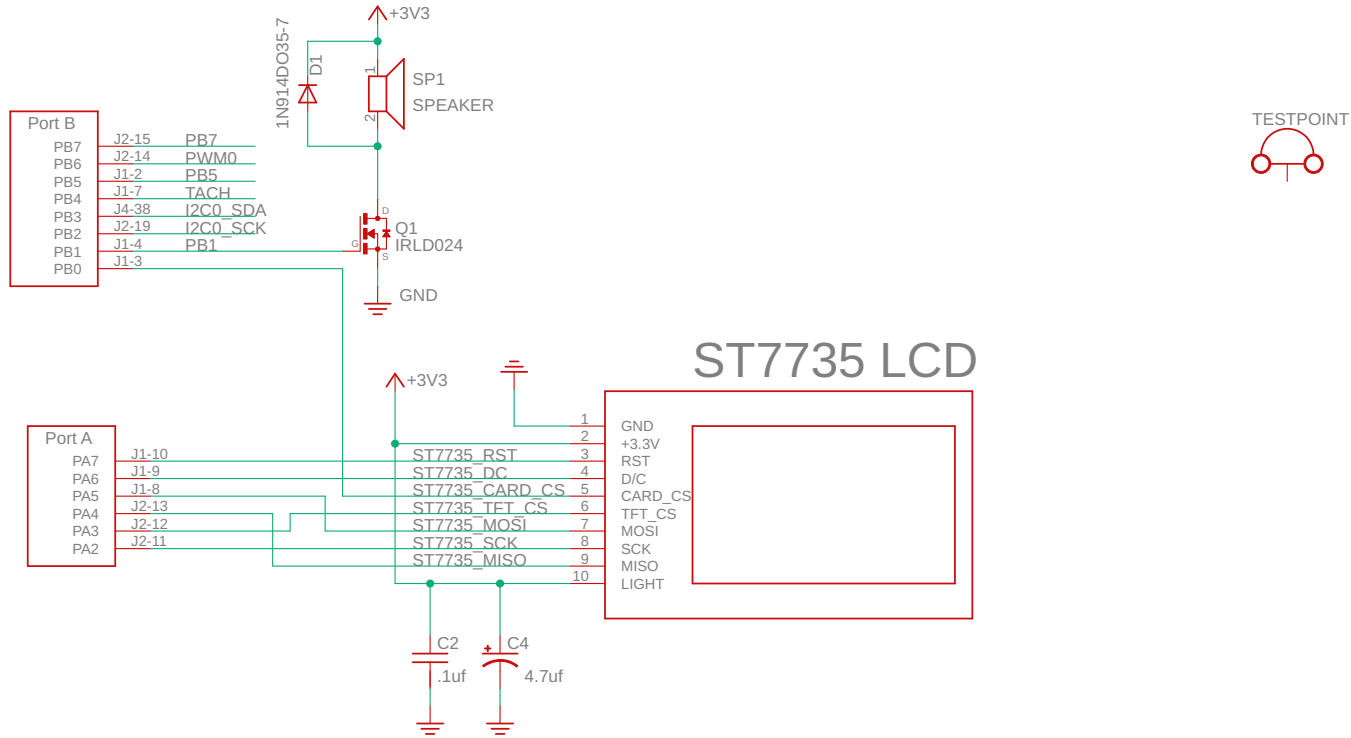 +3V3
1N914DO35-7
D1
1
SP1
SPEAKER
2
TESTPOINT
Port B
PB7 J2-15 PB7
PB6 J2-14 PWM0
PB5 J1-2 PB5
PB4 J1-7 TACH
PB3 J4-38 I2C0_SDA
PB2 J2-19 I2C0_SCK
PB1 J1-4 PB1
PB0 J1-3
D
G
S
Q1
IRLD024
GND
ST7735 LCD
+3V3
1 GND
2 +3.3V
Port A
PA7 J1-10 ST7735_RST 3 RST
PA6 J1-9 ST7735_DC 4 D/C
PA5 J1-8 ST7735_CARD_CS 5 CARD_CS
PA4 J2-13 ST7735_TFT_CS 6 TFT_CS
PA3 J2-12 ST7735_MOSI 7 MOSI
PA2 J2-11 ST7735_SCK 8 SCK
ST7735_MISO 9 MISO
10 LIGHT
C2
.1uf
+
C4
4.7uf